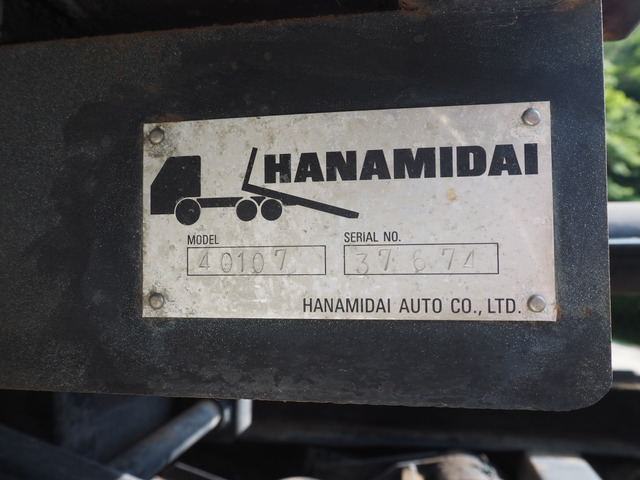 HANAMIDAI
MODEL
40107
SERIAL NO.
37674
HANAMIDAI AUTO CO., LTD.